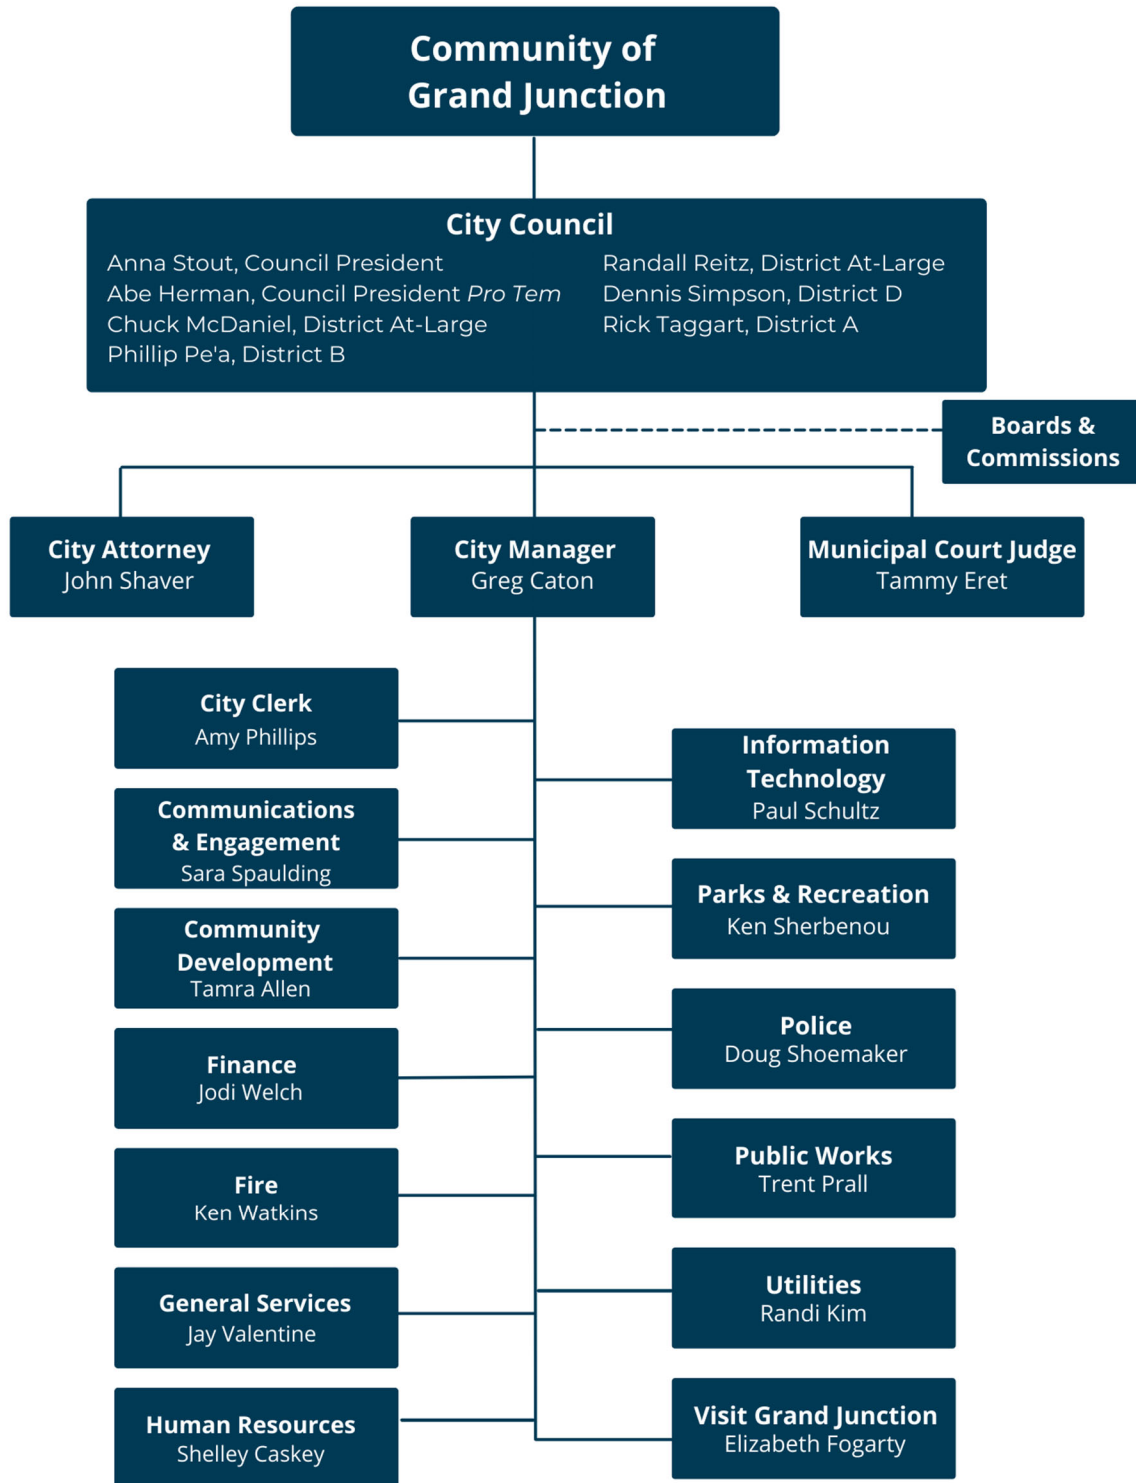 Community of
Grand Junction
City Council
Anna Stout, Council President
Abe Herman, Council President Pro Tem
Chuck McDaniel, District At-Large
Phillip Pe'a, District B
Randall Reitz, District At-Large
Dennis Simpson, District D
Rick Taggart, District A
Boards &
Commissions
City Attorney
John Shaver
City Manager
Greg Caton
Municipal Court Judge
Tammy Eret
City Clerk
Amy Phillips
Communications
& Engagement
Sara Spaulding
Community
Development
Tamra Allen
Finance
Jodi Welch
Fire
Ken Watkins
General Services
Jay Valentine
Human Resources
Shelley Caskey
Information
Technology
Paul Schultz
Parks & Recreation
Ken Sherbenou
Police
Doug Shoemaker
Public Works
Trent Prall
Utilities
Randi Kim
Visit Grand Junction
Elizabeth Fogarty